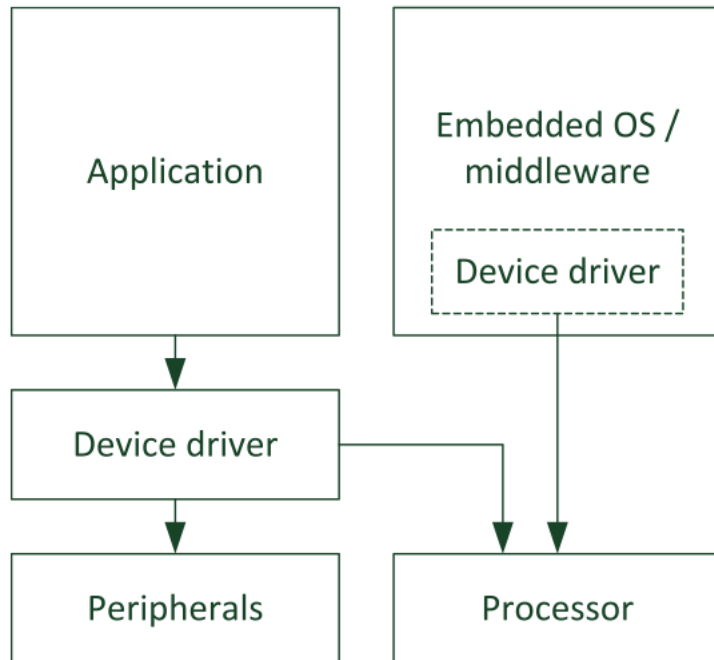 Application
Embedded OS /
middleware
Device driver
Device driver
Peripherals
Processor